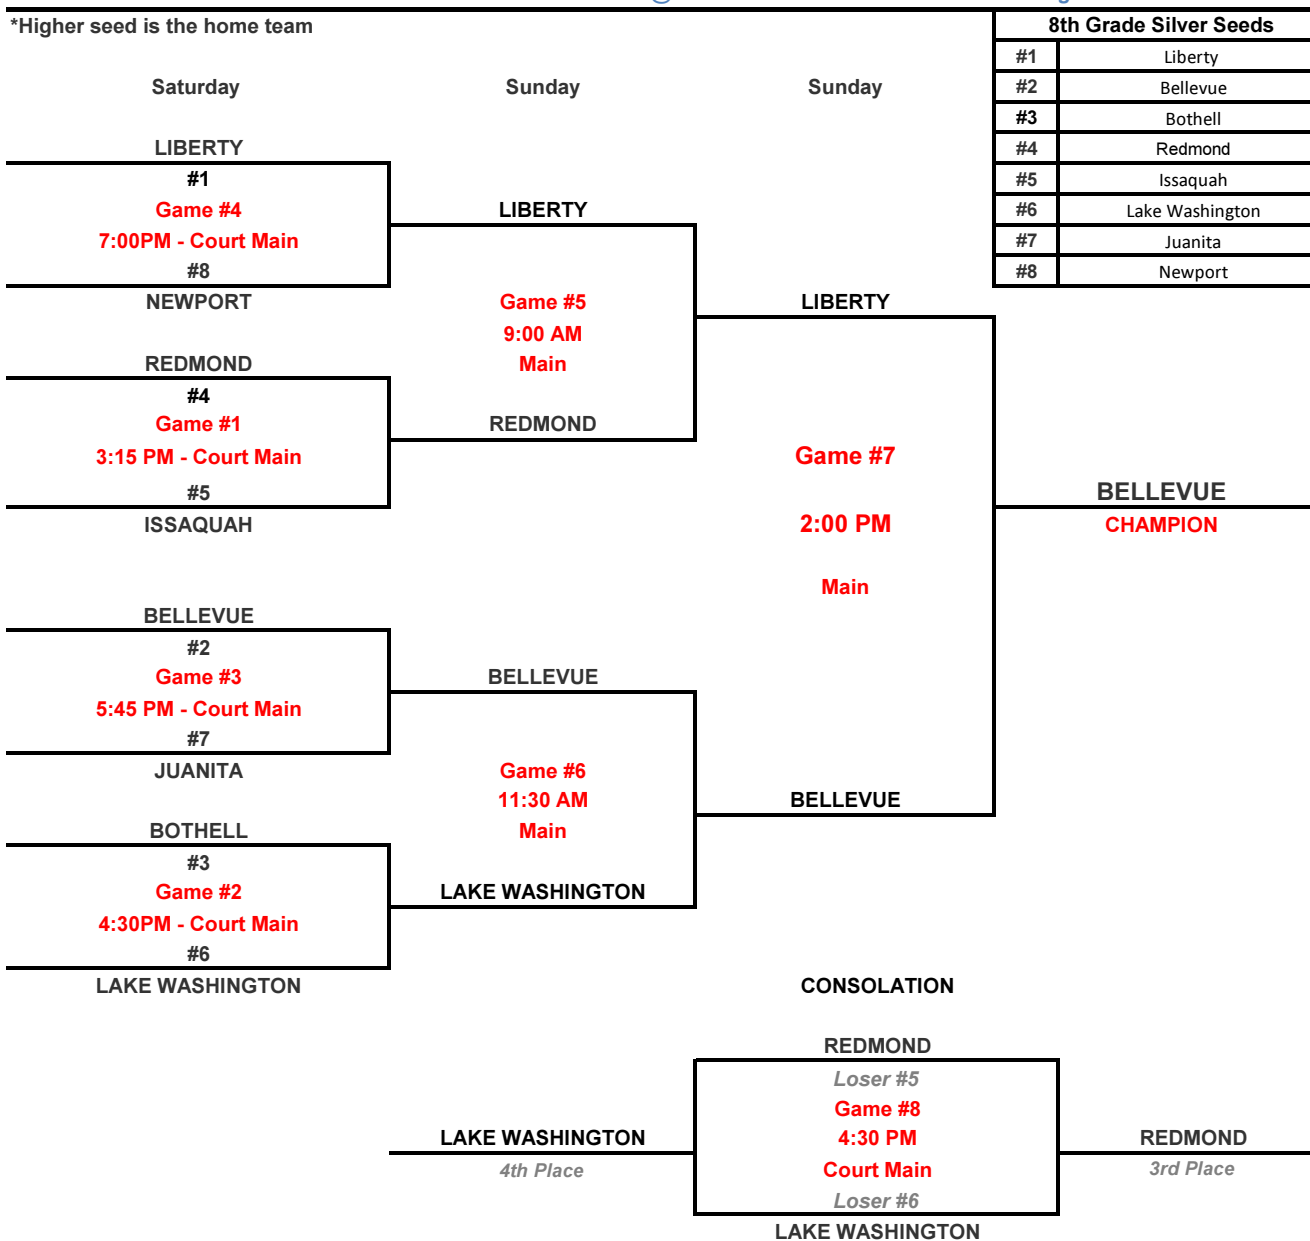 *Higher seed is the home team
8th Grade Silver Seeds
#1 Liberty
#2 Bellevue
#3 Bothell
#4 Redmond
#5 Issaquah
#6 Lake Washington
#7 Juanita
#8 Newport
Saturday
Sunday
Sunday
LIBERTY
#1
Game #4
7:00PM - Court Main
#8
NEWPORT
REDMOND
#4
Game #1
3:15 PM - Court Main
#5
ISSAQUAH
BELLEVUE
#2
Game #3
5:45 PM - Court Main
#7
JUANITA
BOTHELL
#3
Game #2
4:30PM - Court Main
#6
LAKE WASHINGTON
LIBERTY
Game #5
9:00 AM
Main
REDMOND
BELLEVUE
Game #6
11:30 AM
Main
LAKE WASHINGTON
LIBERTY
Game #7
2:00 PM
Main
BELLEVUE
BELLEVUE
CHAMPION
CONSOLATION
REDMOND
Loser #5
Game #8
4:30 PM
Court Main
Loser #6
LAKE WASHINGTON
LAKE WASHINGTON
4th Place
REDMOND
3rd Place